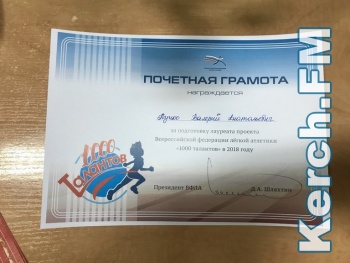 ПОЧЕТНАЯ ГРАМОТА
награждается
Валерий Анатольевич
за подготовку лауреата проекта
Всероссийской федерации лёгкой атлетики
«1000 талантов» в 2018 году
1000
ТАЛАНТОВ
Президент ВФЛА
Д.А. Шляхтин
Kerch.FM